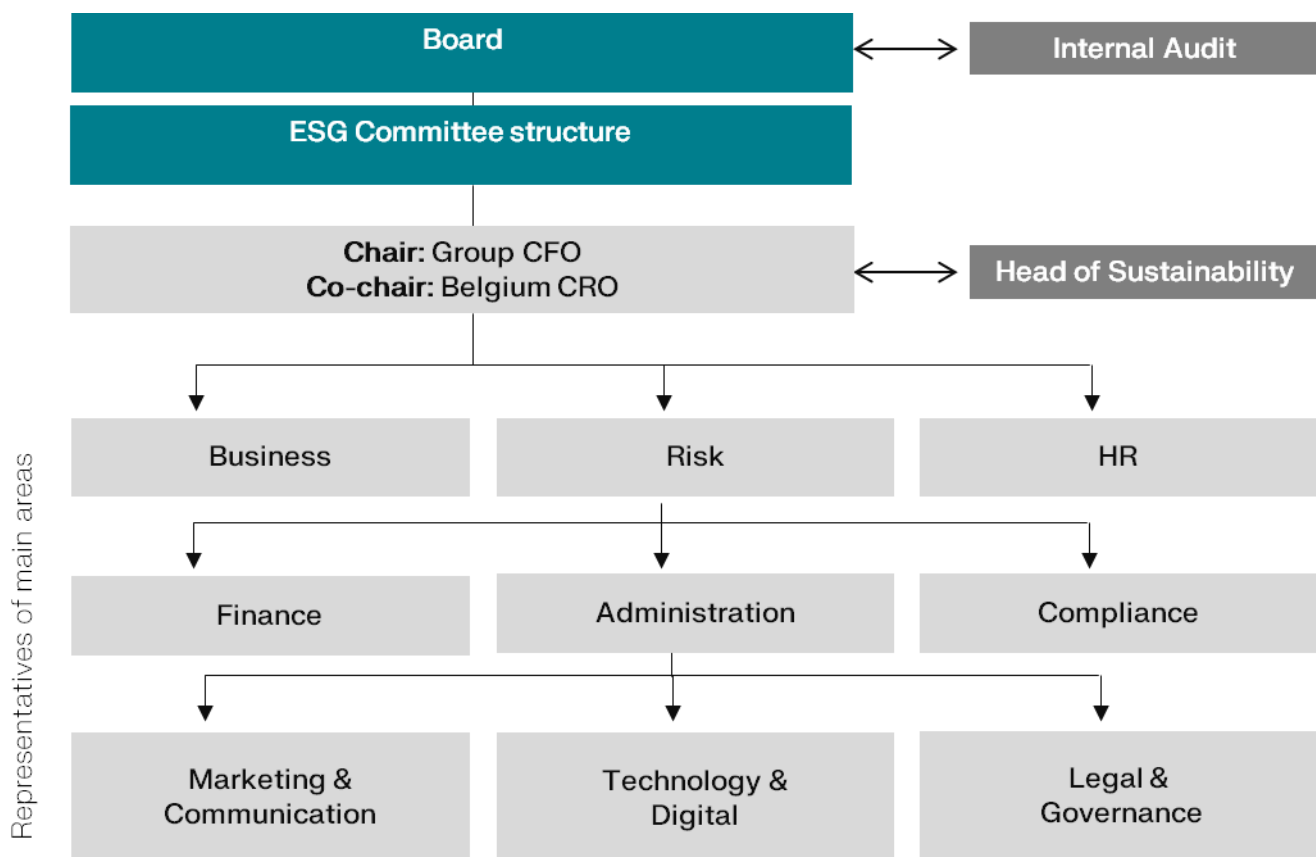 Board
Internal Audit
ESG Committee structure
Chair: Group CFO
Co-chair: Belgium CRO
Head of Sustainability
Representatives of main areas
Business
Risk
HR
Finance
Administration
Compliance
Marketing &
Communication
Technology &
Digital
Legal &
Governance